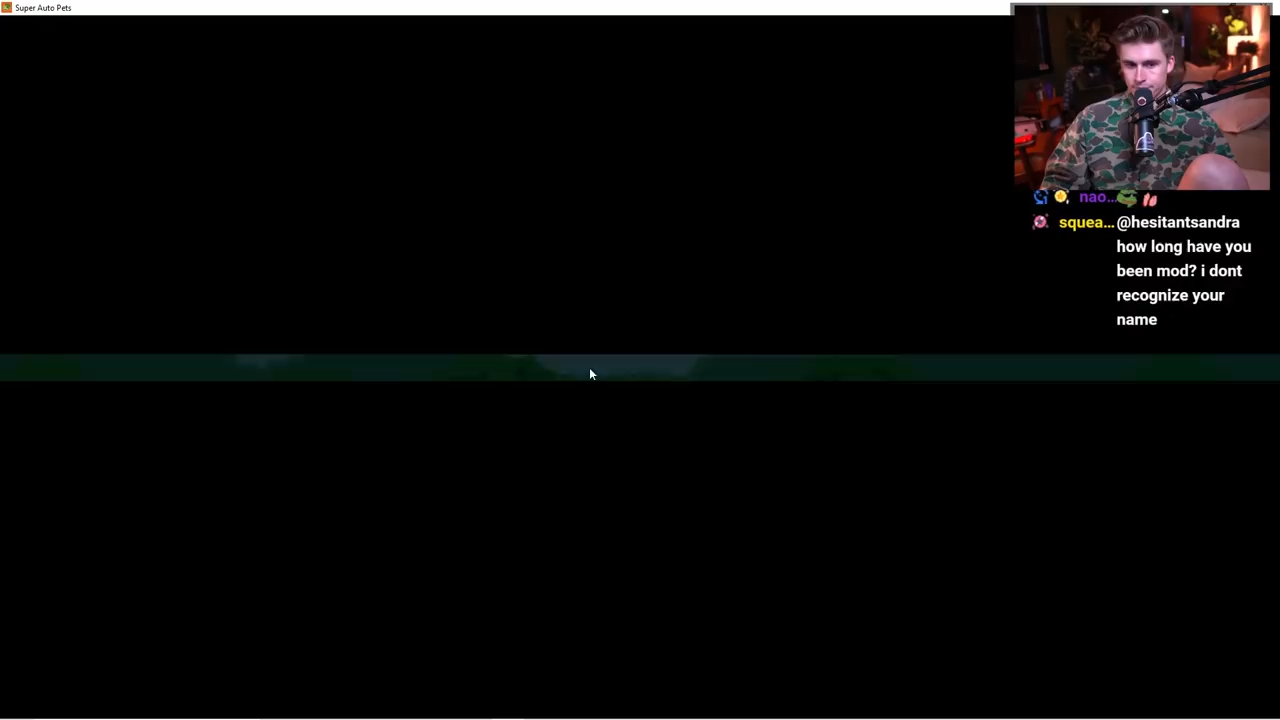 Super Auto Pets
nao...
squea... @hesitantsandra
how long have you
been mod? i dont
recognize your
name